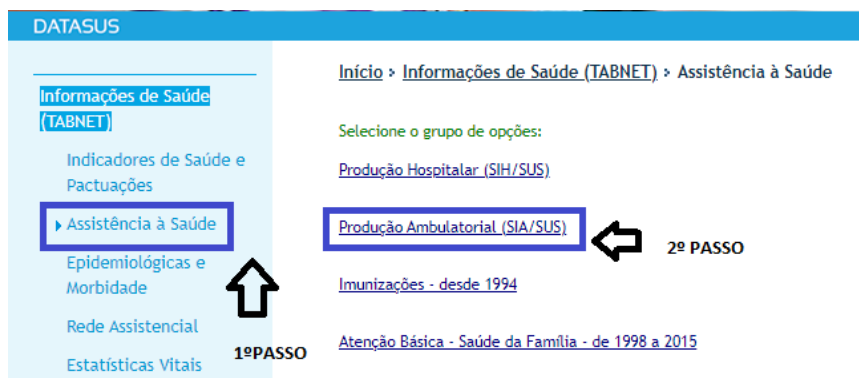 DATASUS
Informações de Saúde
(TABNET)
Indicadores de Saúde e
Pactuações
Assistência à Saúde
Epidemiológicas e
Morbidade
Rede Assistencial
Estatísticas Vitais
1ºPASSO
Início > Informações de Saúde (TABNET) > Assistência à Saúde
Selecione o grupo de opções:
Produção Hospitalar (SIH/SUS)
Produção Ambulatorial (SIA/SUS)
2º PASSO
Imunizações - desde 1994
Atenção Básica - Saúde da Família - de 1998 a 2015